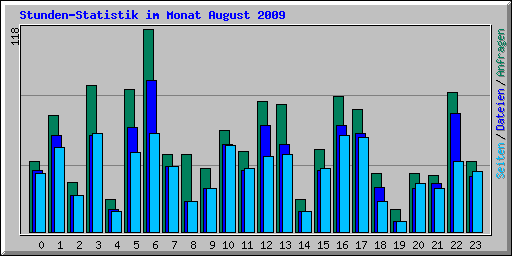 Stunden-Statistik im Monat August 2009
118
Seiten/Dateien/Anfragen
0 1 2 3 4 5 6 7 8 9 10 11 12 13 14 15 16 17 18 19 20 21 22 23